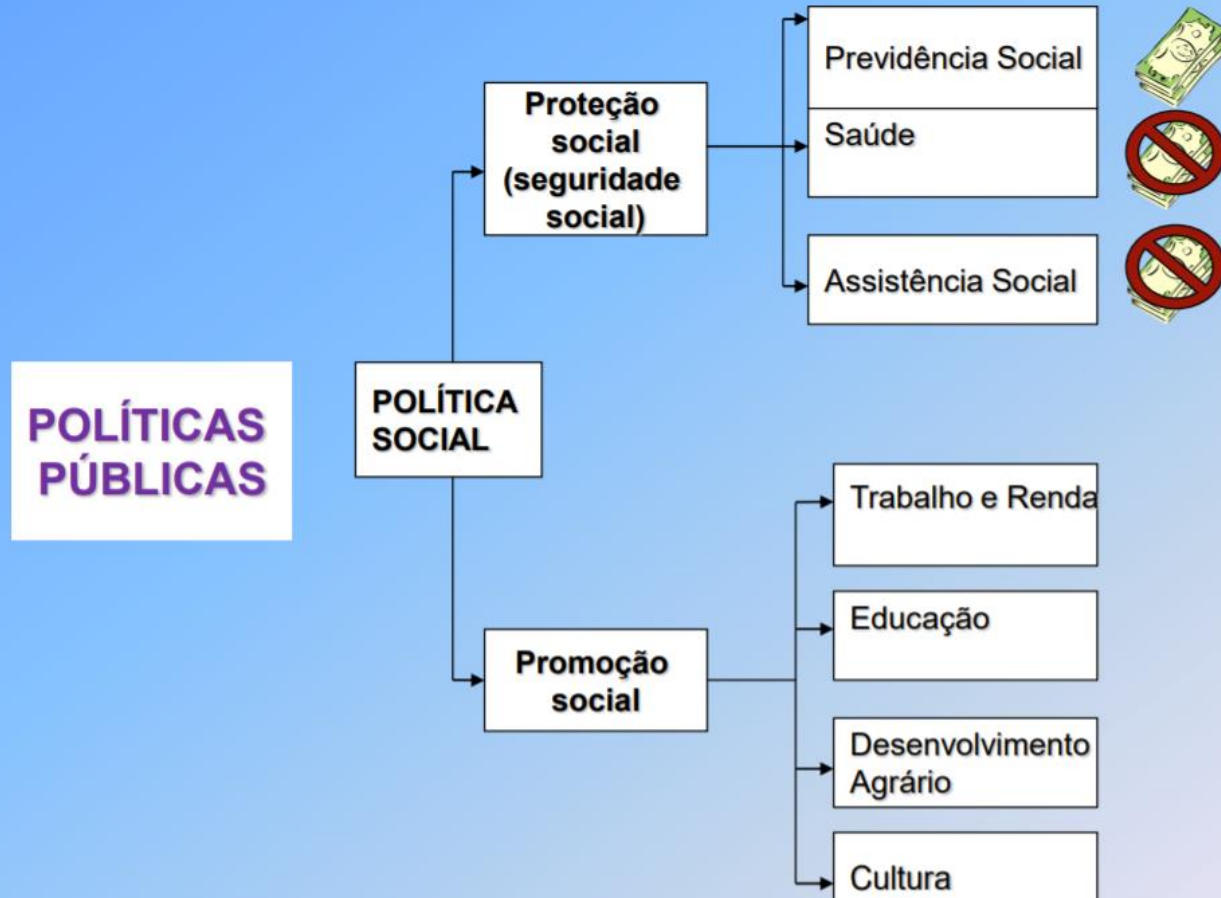 POLÍTICAS
PÚBLICAS
POLÍTICA
SOCIAL
Proteção
social
(seguridade
social)
Previdência Social
Saúde
Assistência Social
Promoção
social
Trabalho e Renda
Educação
Desenvolvimento
Agrário
Cultura